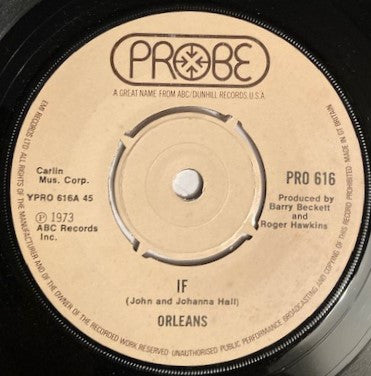 PROBE
A GREAT NAME FROM ABC/DUNHILL RECORDS, U.S.A.
EMI RECORDS LTD ALL RIGHTS OF THE MANUFACTURER AND OF THE OWNER OF THE RECORDED WORK RESERVED UNAUTHORISED PUBLIC PERFORMANCE BROADCASTING AND COPYING OF THIS RECORD PROHIBITED MADE IN GT BRITAIN
Carlin
Mus. Corp.
YPRO 616A 45
Ⓟ 1973
ABC Records
Inc.
PRO 616
Produced by
Barry Beckett
and
Roger Hawkins
IF
(John and Johanna Hall)
ORLEANS